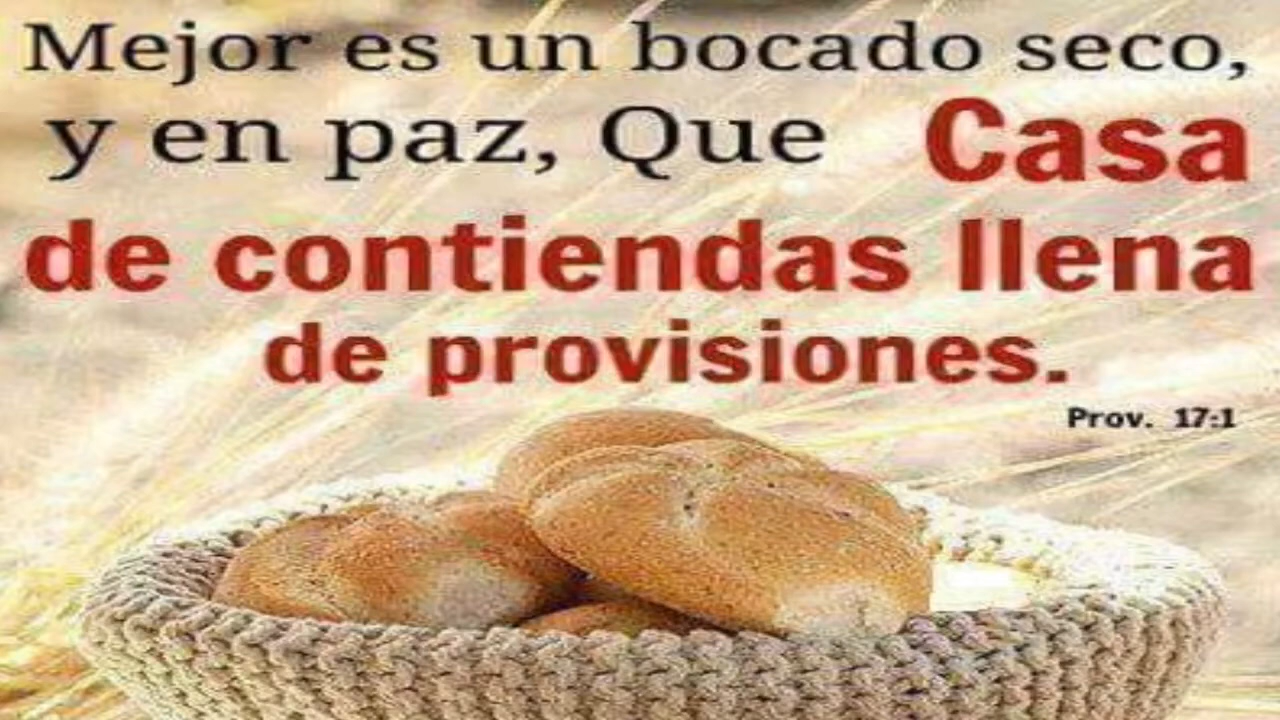 Mejor es un bocado seco,
y en paz, Que Casa
de contiendas llena
de provisiones.
Prov. 17:1